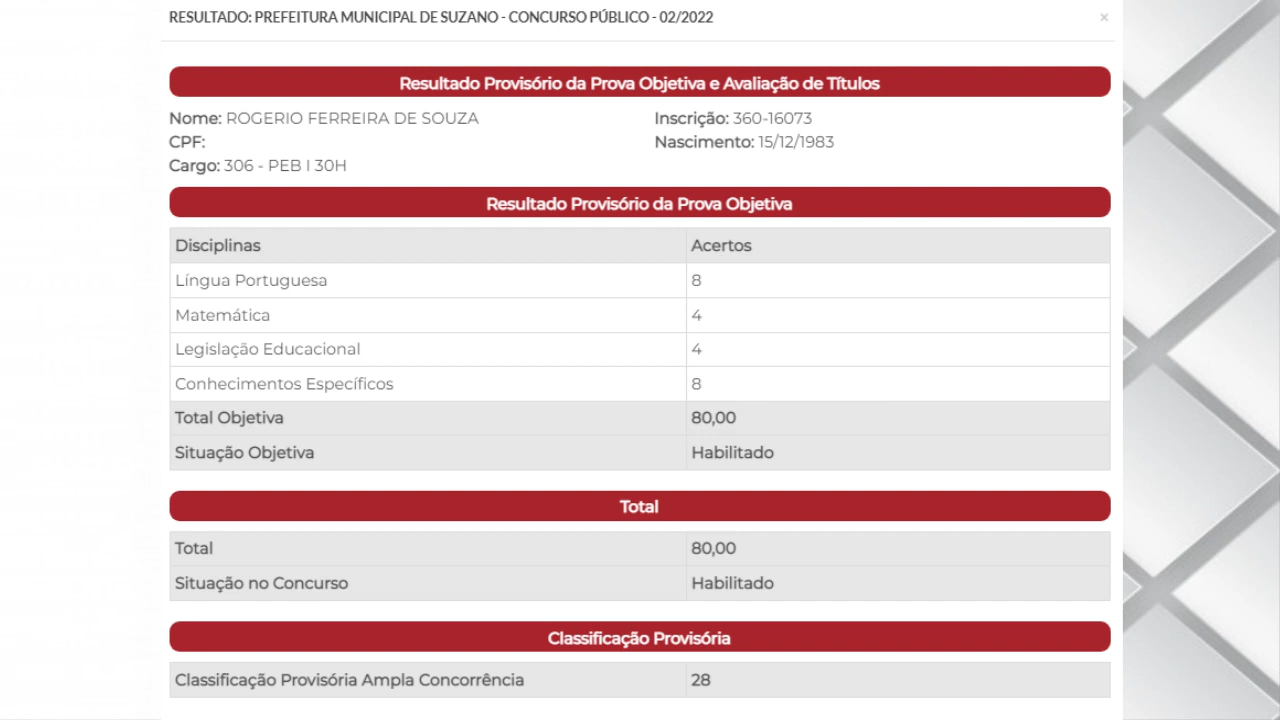 RESULTADO: PREFEITURA MUNICIPAL DE SUZANO - CONCURSO PÚBLICO - 02/2022 ×
Resultado Provisório da Prova Objetiva e Avaliação de Títulos
Nome: ROGERIO FERREIRA DE SOUZA Inscrição: 360-16073
CPF: Nascimento: 15/12/1983
Cargo: 306 - PEB I 30H
Resultado Provisório da Prova Objetiva
Disciplinas Acertos
Língua Portuguesa 8
Matemática 4
Legislação Educacional 4
Conhecimentos Específicos 8
Total Objetiva 80,00
Situação Objetiva Habilitado
Total
Total 80,00
Situação no Concurso Habilitado
Classificação Provisória
Classificação Provisória Ampla Concorrência 28